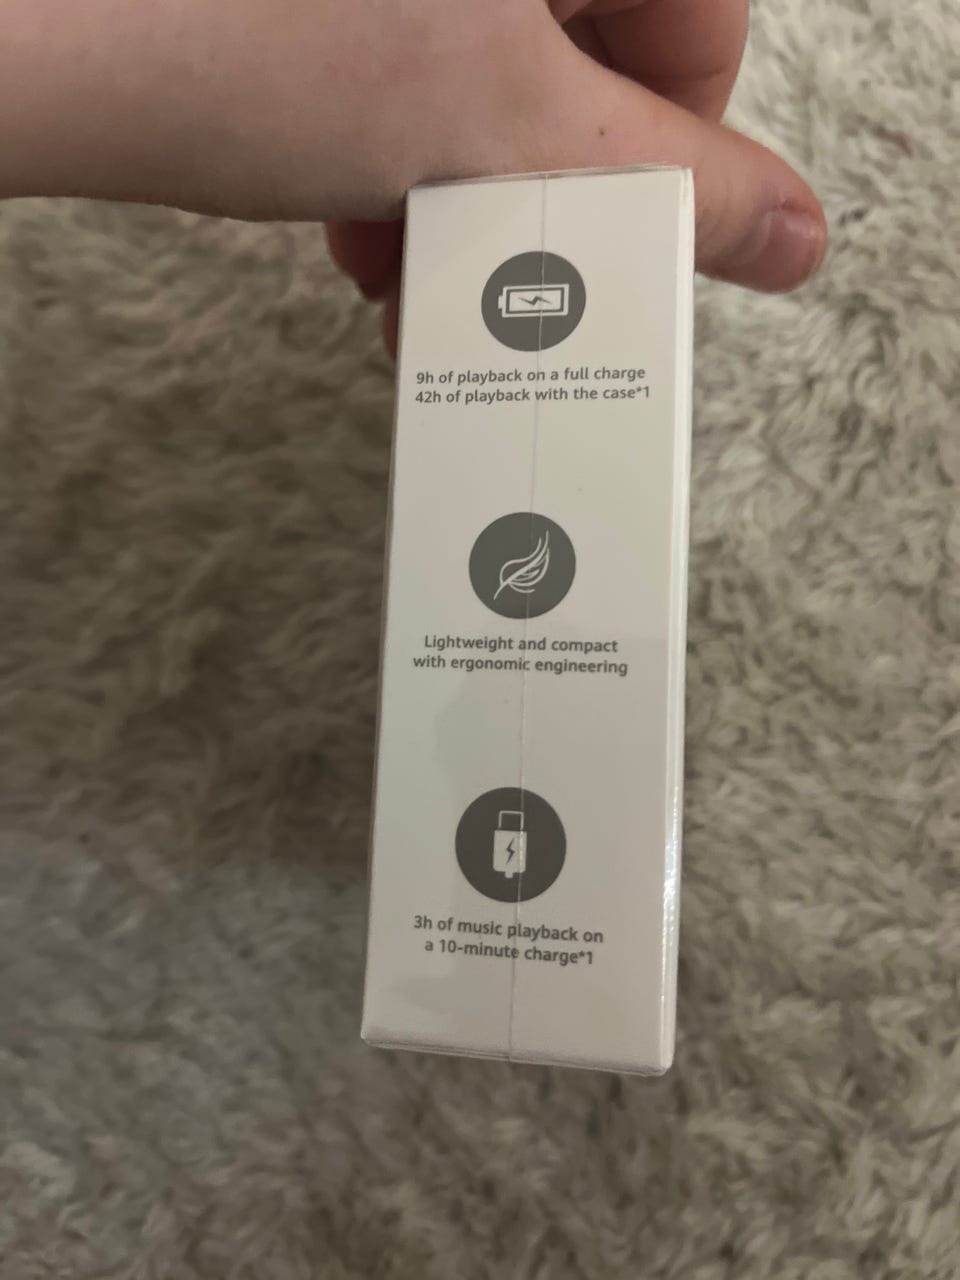 9h of playback on a full charge
42h of playback with the case*1
Lightweight and compact
with ergonomic engineering
3h of music playback on
a 10-minute charge*1